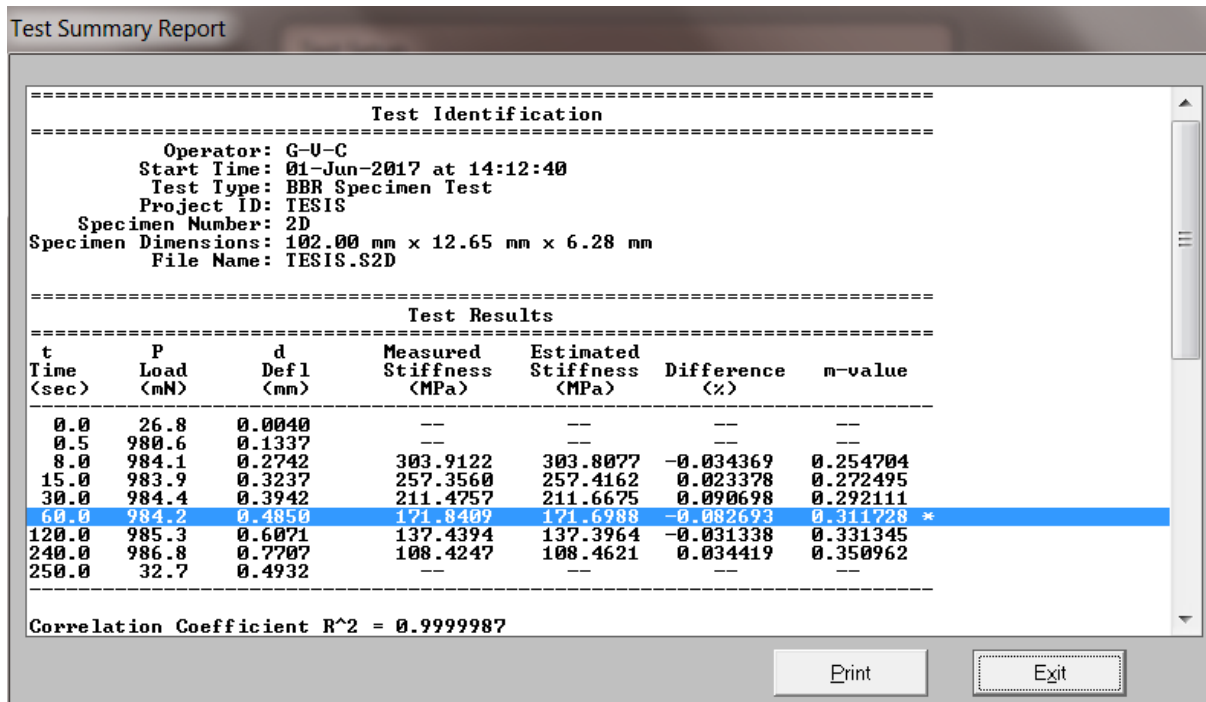 Test Summary Report
==========================================================================
Test Identification
==========================================================================
Operator: G-V-C
Start Time: 01-Jun-2017 at 14:12:40
Test Type: BBR Specimen Test
Project ID: TESIS
Specimen Number: 2D
Specimen Dimensions: 102.00 mm x 12.65 mm x 6.28 mm
File Name: TESIS.S2D
==========================================================================
Test Results
==========================================================================
t P d Measured Estimated
Time Load Defl Stiffness Stiffness Difference m-value
(sec) (mN) (mm) (MPa) (MPa) (%)
--------------------------------------------------------------------------
0.0 26.8 0.0040 -- -- -- --
0.5 980.6 0.1337 -- -- -- --
8.0 984.1 0.2742 303.9122 303.8077 -0.034369 0.254704
15.0 983.9 0.3237 257.3560 257.4162 0.023378 0.272495
30.0 984.4 0.3942 211.4757 211.6675 0.090698 0.292111
60.0 984.2 0.4850 171.8409 171.6988 -0.082693 0.311728 *
120.0 985.3 0.6071 137.4394 137.3964 -0.031338 0.331345
240.0 986.8 0.7707 108.4247 108.4621 0.034419 0.350962
250.0 32.7 0.4932 -- -- -- --
--------------------------------------------------------------------------
Correlation Coefficient R^2 = 0.9999987
Print Exit